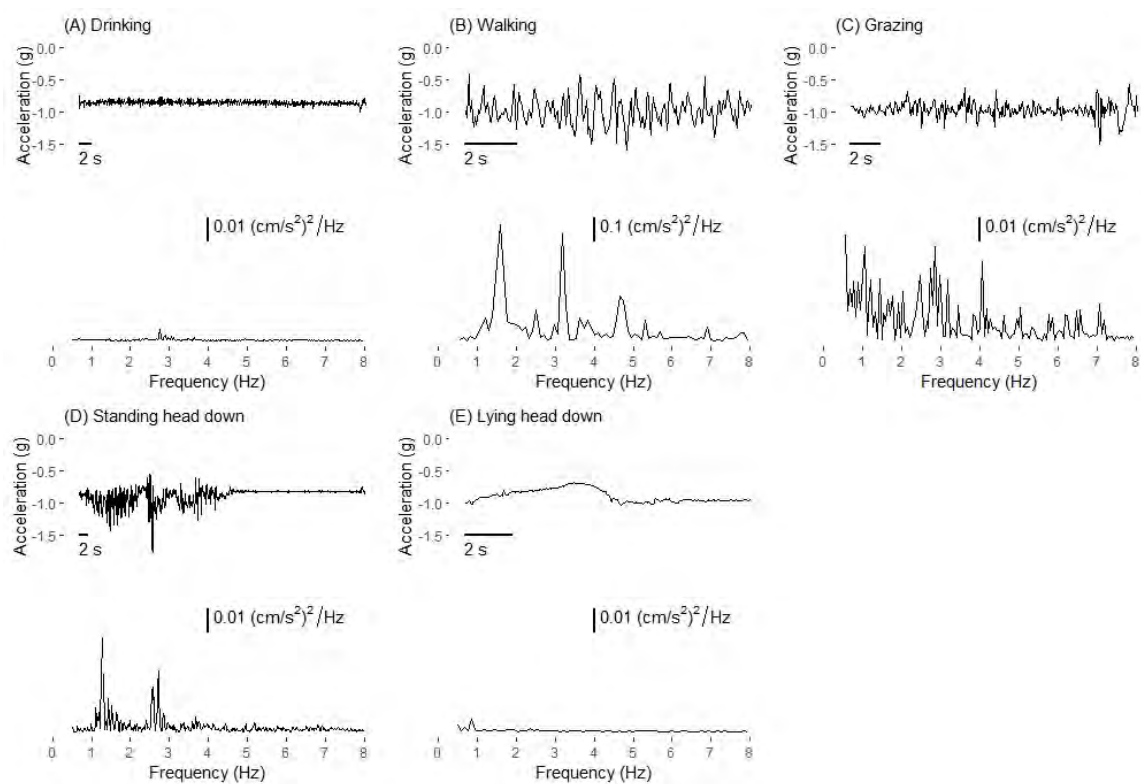 (A) Drinking
Acceleration (g)
0.0
-0.5
-1.0
-1.5
2 s
0.01 (cm/s²)²/Hz
0 1 2 3 4 5 6 7 8
Frequency (Hz)
(B) Walking
Acceleration (g)
0.0
-0.5
-1.0
-1.5
2 s
0.1 (cm/s²)²/Hz
0 1 2 3 4 5 6 7 8
Frequency (Hz)
(C) Grazing
Acceleration (g)
0.0
-0.5
-1.0
-1.5
2 s
0.01 (cm/s²)²/Hz
0 1 2 3 4 5 6 7 8
Frequency (Hz)
(D) Standing head down
Acceleration (g)
0.0
-0.5
-1.0
-1.5
2 s
0.01 (cm/s²)²/Hz
0 1 2 3 4 5 6 7 8
Frequency (Hz)
(E) Lying head down
Acceleration (g)
0.0
-0.5
-1.0
-1.5
2 s
0.01 (cm/s²)²/Hz
0 1 2 3 4 5 6 7 8
Frequency (Hz)